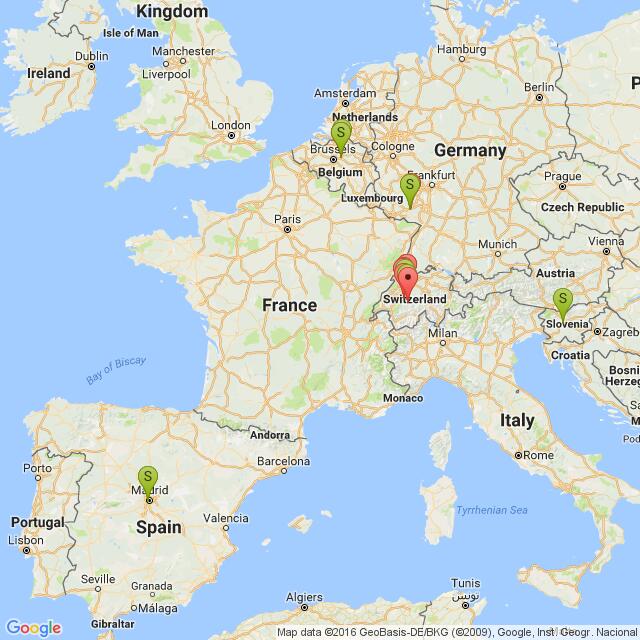 Kingdom
Isle of Man
Dublin
Ireland
Manchester
Liverpool
London
Hamburg
Berlin
Amsterdam
Netherlands
S
Brussels
Belgium
Cologne
Germany
Frankfurt
S
Luxembourg
Prague
Czech Republic
Paris
Munich
Vienna
Austria
France
Switzerland
S
Slovenia
Zagreb
Croatia
Milan
Bay of Biscay
Monaco
Italy
Rome
Andorra
Barcelona
Porto
S
Madrid
Portugal
Spain
Valencia
Lisbon
Tyrrhenian Sea
Seville
Granada
Málaga
Gibraltar
Algiers
Tunis
تونس
Google
Map data ©2016 GeoBasis-DE/BKG (©2009), Google, Inst. Geogr. Nacional